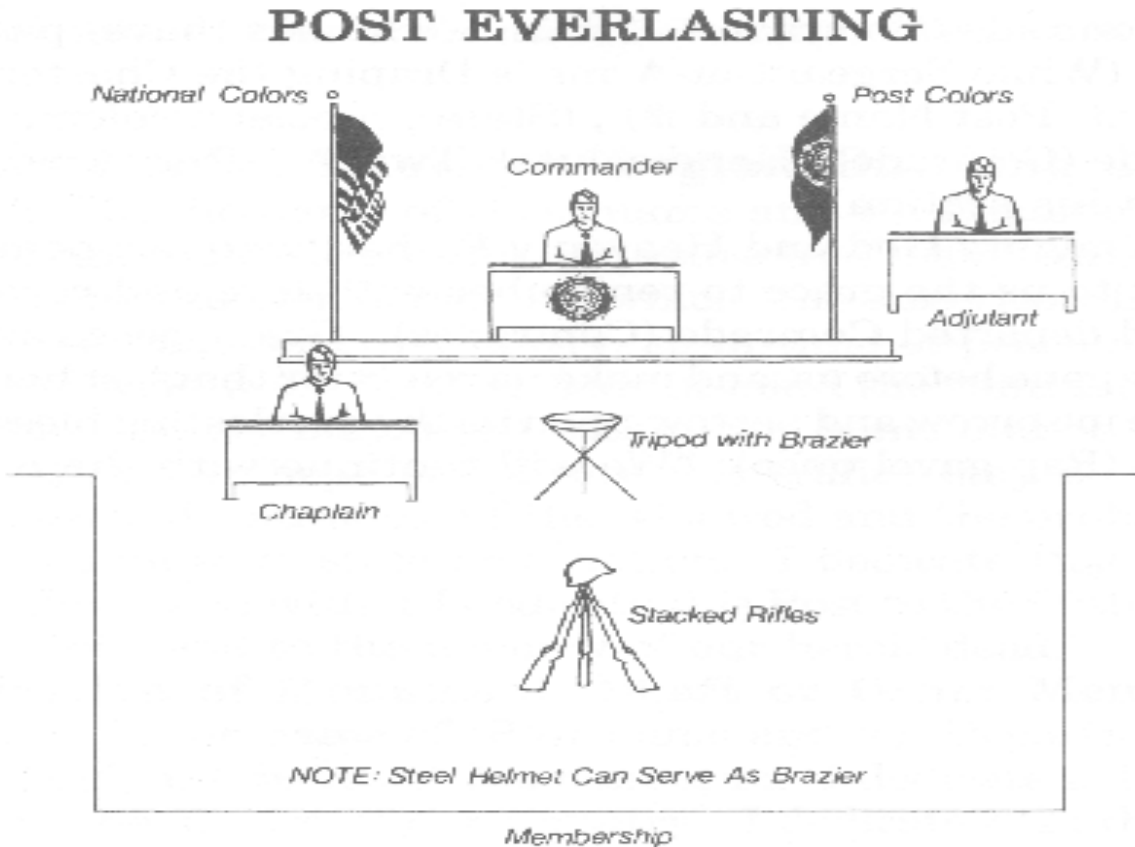 POST EVERLASTING
National Colors
Post Colors
Commander
Adjutant
Chaplain
Tripod with Brazier
Stacked Rifles
NOTE: Steel Helmet Can Serve As Brazier
Membership